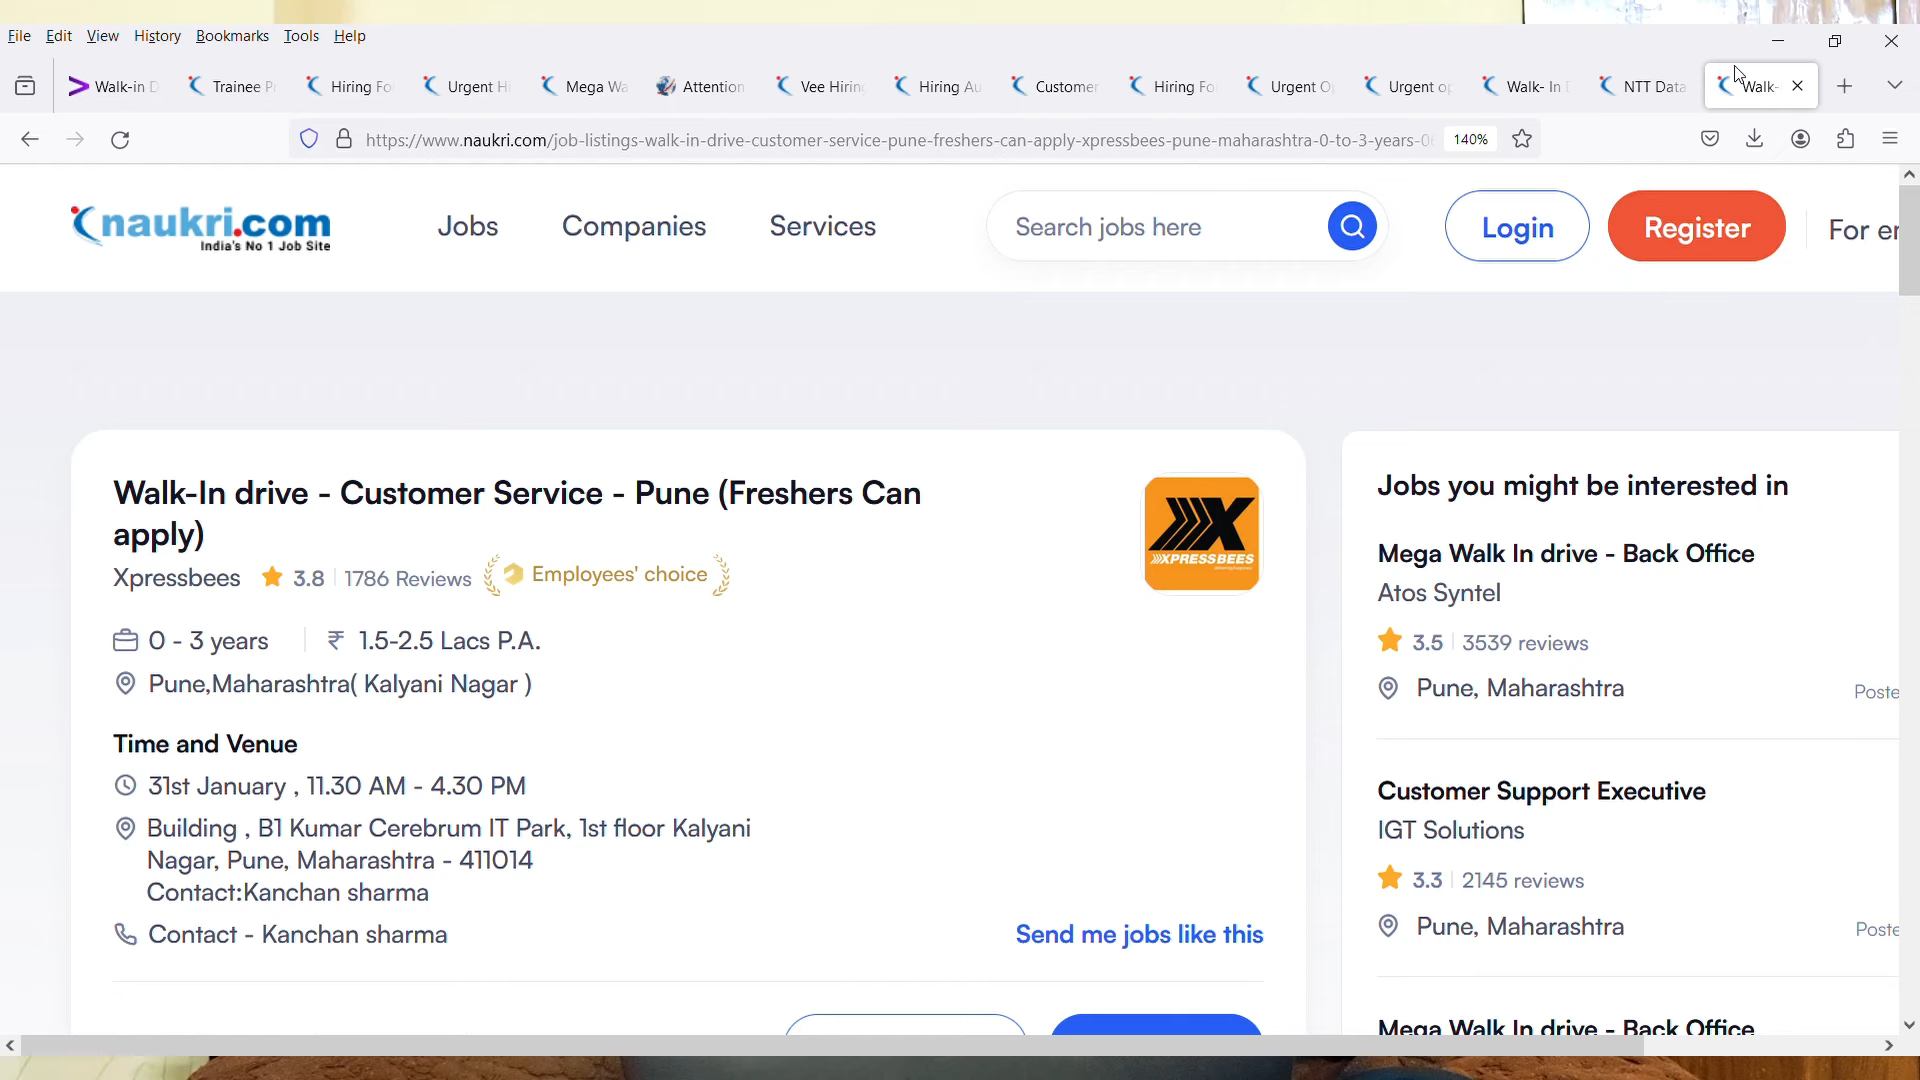 File Edit View History Bookmarks Tools Help
Walk-in D Trainee P Hiring Fo Urgent Hi Mega Wa Attention Vee Hiring Hiring Au Customer Hiring Fo Urgent O Urgent op Walk- In D NTT Data Walk-
https://www.naukri.com/job-listings-walk-in-drive-customer-service-pune-freshers-can-apply-xpressbees-pune-maharashtra-0-to-3-years-0 140%
naukri.com
India's No 1 Job Site
Jobs Companies Services Search jobs here Login Register For er
Walk-In drive - Customer Service - Pune (Freshers Can
apply)
Xpressbees 3.8 1786 Reviews Employees' choice
XPRESSBEES
0 - 3 years ₹ 1.5-2.5 Lacs P.A.
Pune,Maharashtra( Kalyani Nagar )
Time and Venue
31st January , 11.30 AM - 4.30 PM
Building , B1 Kumar Cerebrum IT Park, 1st floor Kalyani
Nagar, Pune, Maharashtra - 411014
Contact:Kanchan sharma
Contact - Kanchan sharma
Send me jobs like this
Jobs you might be interested in
Mega Walk In drive - Back Office
Atos Syntel
3.5 3539 reviews
Pune, Maharashtra Poste
Customer Support Executive
IGT Solutions
3.3 2145 reviews
Pune, Maharashtra Poste
Mega Walk In drive - Back Office